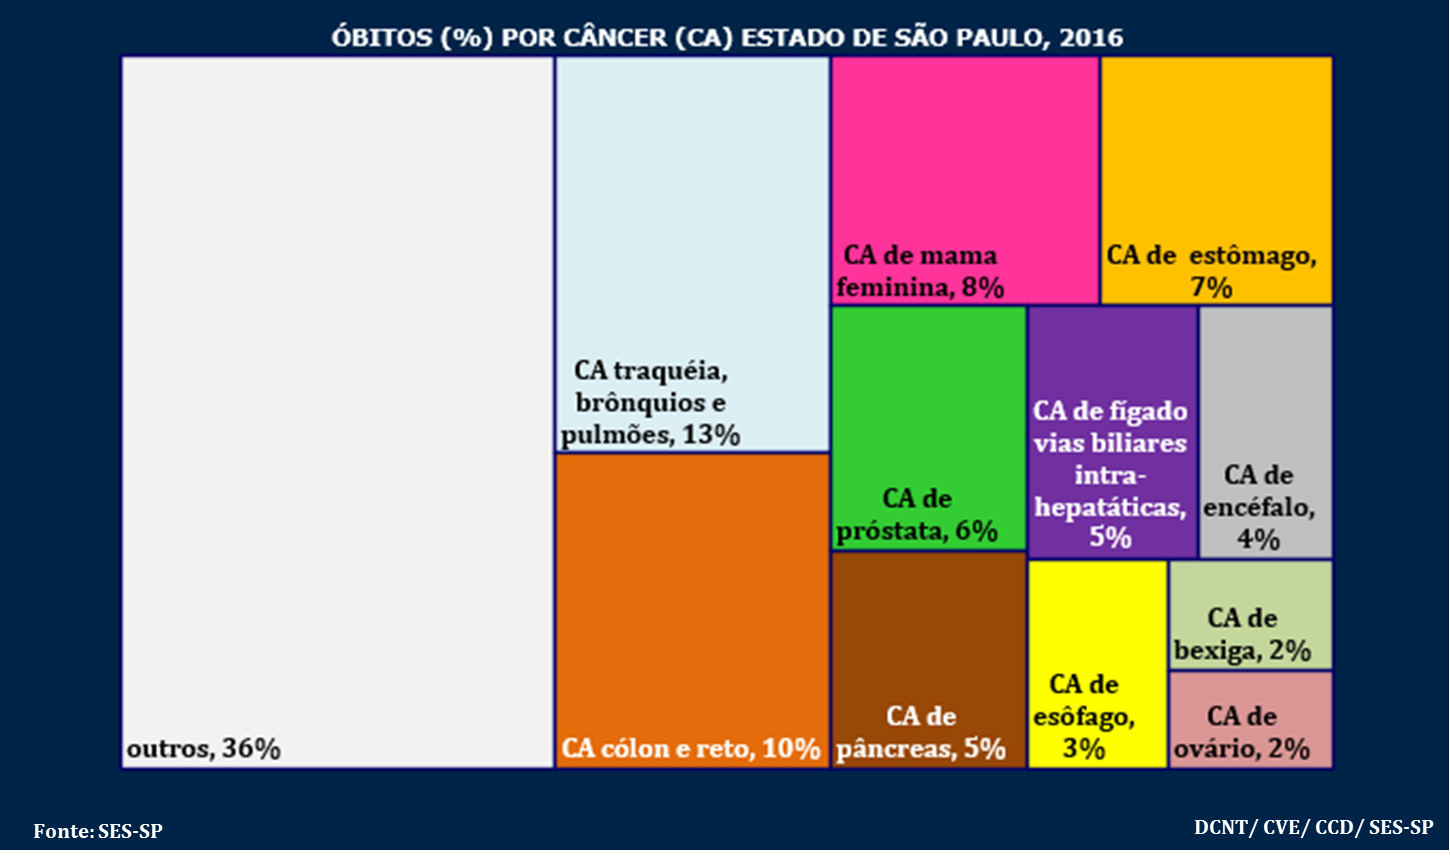 ÓBITOS (%) POR CÂNCER (CA) ESTADO DE SÃO PAULO, 2016
outros, 36%
CA traquéia,
brônquios e
pulmões, 13%
CA cólon e reto, 10%
CA de mama
feminina, 8%
CA de  estômago,
7%
CA de
próstata, 6%
CA de fígado
vias biliares
intra-
hepatáticas,
5%
CA de
encéfalo,
4%
CA de
pâncreas, 5%
CA de
esôfago,
3%
CA de
bexiga, 2%
CA de
ovário, 2%
Fonte: SES-SP
DCNT/ CVE/ CCD/ SES-SP